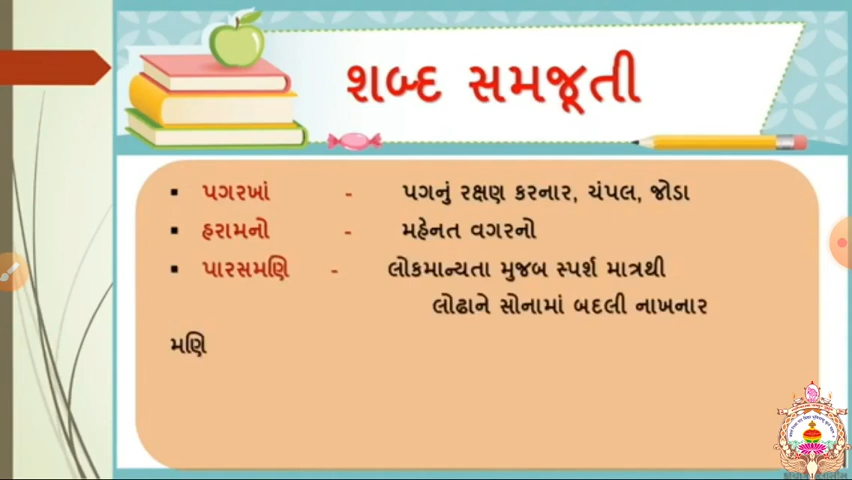 શબ્દ સમજૂતી
▪ પગરખાં - પગનું રક્ષણ કરનાર, ચંપલ, જોડા
▪ હરામનો - મહેનત વગરનો
▪ પારસમણિ - લોકમાન્યતા મુજબ સ્પર્શ માત્રથી
લોઢાને સોનામાં બદલી નાખનાર
મણિ